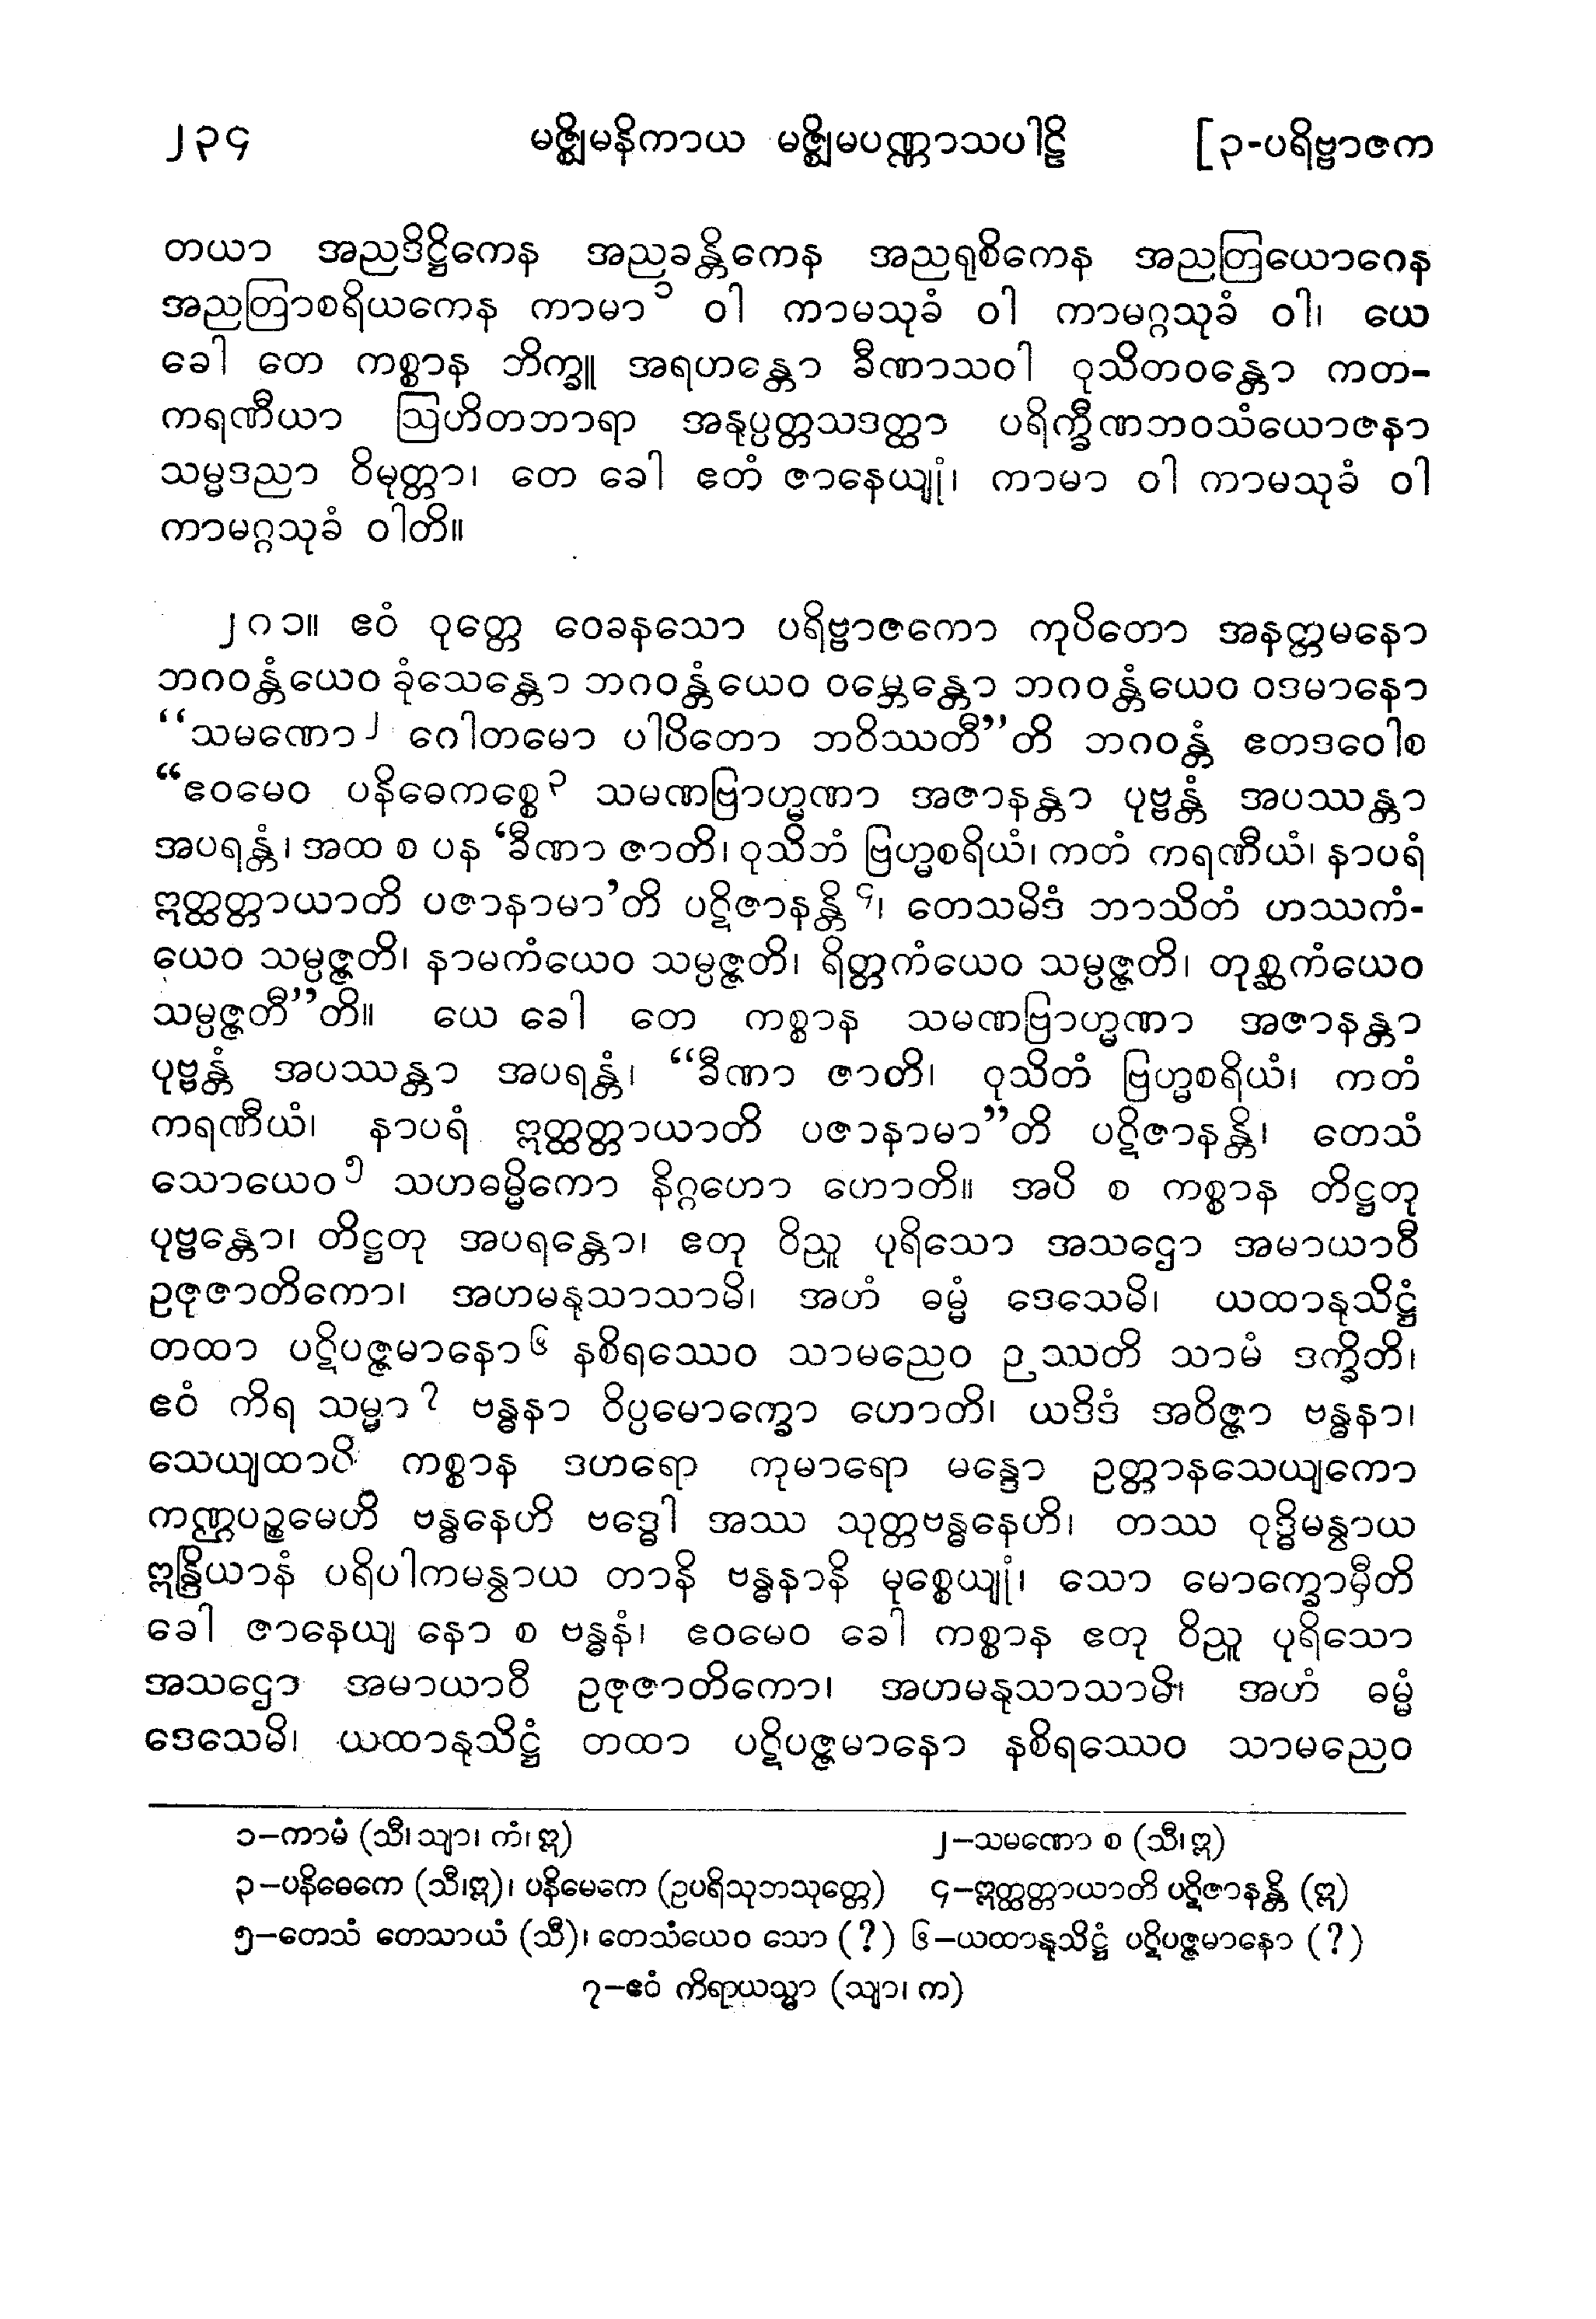 ၂၃၄ မဇ္ဈိမနိကာယ မဇ္ဈိမပဏ္ဏာသပါဠိ [၃-ပရိဗ္ဗာဇက
တယာ အညဒိဋ္ဌိကေန အညခန္တိကေန အညရုစိကေန အညတြယောဂေန
အညတြာစရိယကေန ကာမာ၁ ဝါ ကာမသုခံ ဝါ ကာမဂ္ဂသုခံ ဝါ၊ ယေ
ခေါ တေ ကစ္စာန ဘိက္ခူ အရဟန္တော ခီဏာသဝါ ဝုသိတဝန္တော ကတ-
ကရဏီယာ ဩဟိတဘာရာ အနုပ္ပတ္တသဒတ္ထာ ပရိက္ခီဏဘဝသံယောဇနာ
သမ္မဒညာ ဝိမုတ္တာ၊ တေ ခေါ ဧတံ ဇာနေယျုံ၊ ကာမာ ဝါ ကာမသုခံ ဝါ
ကာမဂ္ဂသုခံ ဝါတိ။
၂၈၁။ ဧဝံ ဝုတ္တေ ဝေခနသော ပရိဗ္ဗာဇကော ကုပိတော အနတ္တမနော
ဘဂဝန္တံယေဝ ခုံသေန္တော ဘဂဝန္တံယေဝ ဝမ္ဘေန္တော ဘဂဝန္တံယေဝ ဝဒမာနော
“သမဏော၂ ဂေါတမော ပါပိတော ဘဝိဿတီ”တိ ဘဂဝန္တံ ဧတဒဝေါစ
“ဧဝမေဝ ပနိဓေကစ္စေ၃ သမဏဗြာဟ္မဏာ အဇာနန္တာ ပုဗ္ဗန္တံ အပဿန္တာ
အပရန္တံ၊ အထ စ ပန ‘ခီဏာ ဇာတိ၊ ဝုသိဘံ ဗြဟ္မစရိယံ၊ ကတံ ကရဏီယံ၊ နာပရံ
ဣတ္ထတ္တာယာတိ ပဇာနာမာ’တိ ပဋိဇာနန္တိ၄၊ တေသမိဒံ ဘာသိတံ ဟဿကံ-
ယေဝ သမ္ပဇ္ဇတိ၊ နာမကံယေဝ သမ္ပဇ္ဇတိ၊ ရိတ္တကံယေဝ သမ္ပဇ္ဇတိ၊ တုစ္ဆကံယေဝ
သမ္ပဇ္ဇတီ”တိ။ ယေ ခေါ တေ ကစ္စာန သမဏဗြာဟ္မဏာ အဇာနန္တာ
ပုဗ္ဗန္တံ အပဿန္တာ အပရန္တံ၊ “ခီဏာ ဇာတိ၊ ဝုသိတံ ဗြဟ္မစရိယံ၊ ကတံ
ကရဏီယံ၊ နာပရံ ဣတ္ထတ္တာယာတိ ပဇာနာမာ”တိ ပဋိဇာနန္တိ၊ တေသံ
သောယေဝ၅ သဟဓမ္မိကော နိဂ္ဂဟော ဟောတိ။ အပိ စ ကစ္စာန တိဋ္ဌတု
ပုဗ္ဗန္တော၊ တိဋ္ဌတု အပရန္တော၊ ဧတု ဝိညူ ပုရိသော အသဌော အမာယာဝီ
ဥဇုဇာတိကော၊ အဟမနုသာသာမိ၊ အဟံ ဓမ္မံ ဒေသေမိ၊ ယထာနုသိဋ္ဌံ
တထာ ပဋိပဇ္ဇမာနော၆ နစိရဿေဝ သာမညေဝ ဉဿတိ သာမံ ဒက္ခိတိ၊
ဧဝံ ကိရ သမ္မာ၇ ဗန္ဓနာ ဝိပ္ပမောက္ခော ဟောတိ၊ ယဒိဒံ အဝိဇ္ဇာ ဗန္ဓနာ၊
သေယျထာပိ ကစ္စာန ဒဟရော ကုမာရော မန္ဒော ဥတ္တာနသေယျကော
ကဏ္ဌပဉ္စမေဟိ ဗန္ဓနေဟိ ဗဒ္ဓေါ အဿ သုတ္တဗန္ဓနေဟိ၊ တဿ ဝုဒ္ဓိမန္ဝာယ
ဣန္ဒြိယာနံ ပရိပါကမန္ဝာယ တာနိ ဗန္ဓနာနိ မုစ္စေယျုံ၊ သော မောက္ခောမှီတိ
ခေါ ဇာနေယျ နော စ ဗန္ဓနံ၊ ဧဝမေဝ ခေါ ကစ္စာန ဧတု ဝိညူ ပုရိသော
အသဌော အမာယာဝီ ဥဇုဇာတိကော၊ အဟမနုသာသာမိ၊ အဟံ ဓမ္မံ
ဒေသေမိ၊ ယထာနုသိဋ္ဌံ တထာ ပဋိပဇ္ဇမာနော နစိရဿေဝ သာမညေဝ
၁–ကာမံ (သီ၊ သျာ၊ ကံ၊ ဣ) ၂–သမဏော စ (သီ၊ ဣ)
၃–ပနိဓေကေ (သီ၊ ဣ)၊ ပနိမေကေ (ဥပရိသုဘသုတ္တေ) ၄–ဣတ္ထတ္တာယာတိ ပဋိဇာနန္တိ (ဣ)
၅–တေသံ တေသာယံ (သီ)၊ တေသံယေဝ သော (?) ၆–ယထာနုသိဋ္ဌံ ပဋိပဇ္ဇမာနော (?)
၇–ဧဝံ ကိရာယသ္မာ (သျာ၊ က)